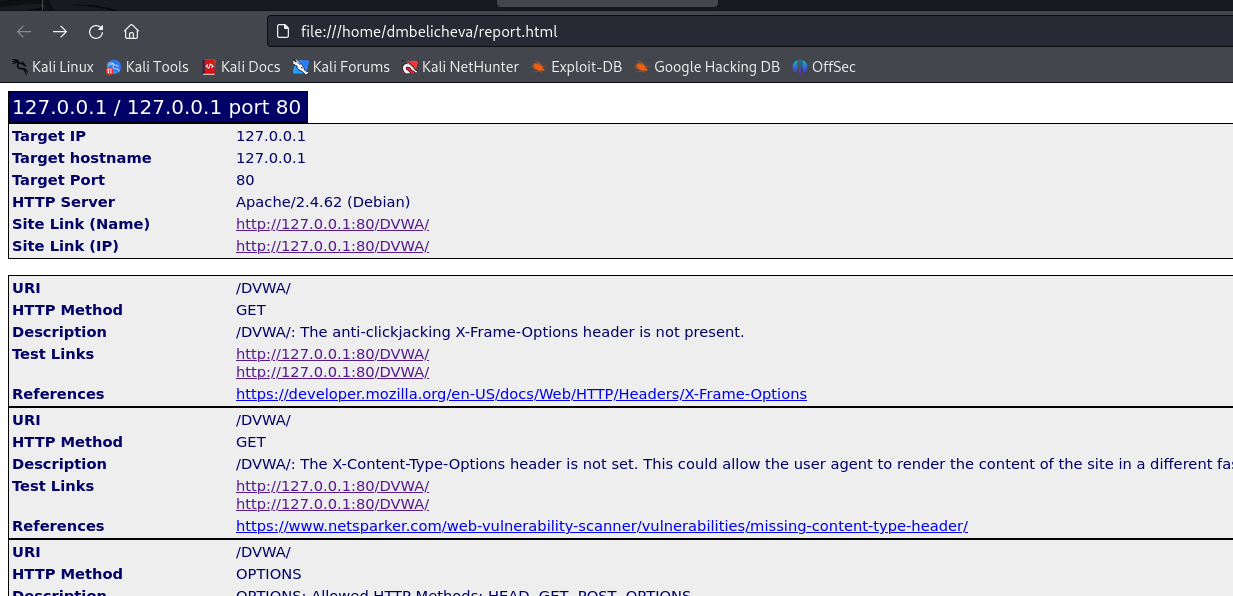 file:///home/dmbelicheva/report.html
Kali Linux Kali Tools Kali Docs Kali Forums Kali NetHunter Exploit-DB Google Hacking DB OffSec
127.0.0.1 / 127.0.0.1 port 80
Target IP 127.0.0.1
Target hostname 127.0.0.1
Target Port 80
HTTP Server Apache/2.4.62 (Debian)
Site Link (Name) http://127.0.0.1:80/DVWA/
Site Link (IP) http://127.0.0.1:80/DVWA/
URI /DVWA/
HTTP Method GET
Description /DVWA/: The anti-clickjacking X-Frame-Options header is not present.
Test Links http://127.0.0.1:80/DVWA/
http://127.0.0.1:80/DVWA/
References https://developer.mozilla.org/en-US/docs/Web/HTTP/Headers/X-Frame-Options
URI /DVWA/
HTTP Method GET
Description /DVWA/: The X-Content-Type-Options header is not set. This could allow the user agent to render the content of the site in a different
Test Links http://127.0.0.1:80/DVWA/
http://127.0.0.1:80/DVWA/
References https://www.netsparker.com/web-vulnerability-scanner/vulnerabilities/missing-content-type-header/
URI /DVWA/
HTTP Method OPTIONS
Description OPTIONS: Allowed HTTP Methods: HEAD, GET, POST, OPTIONS